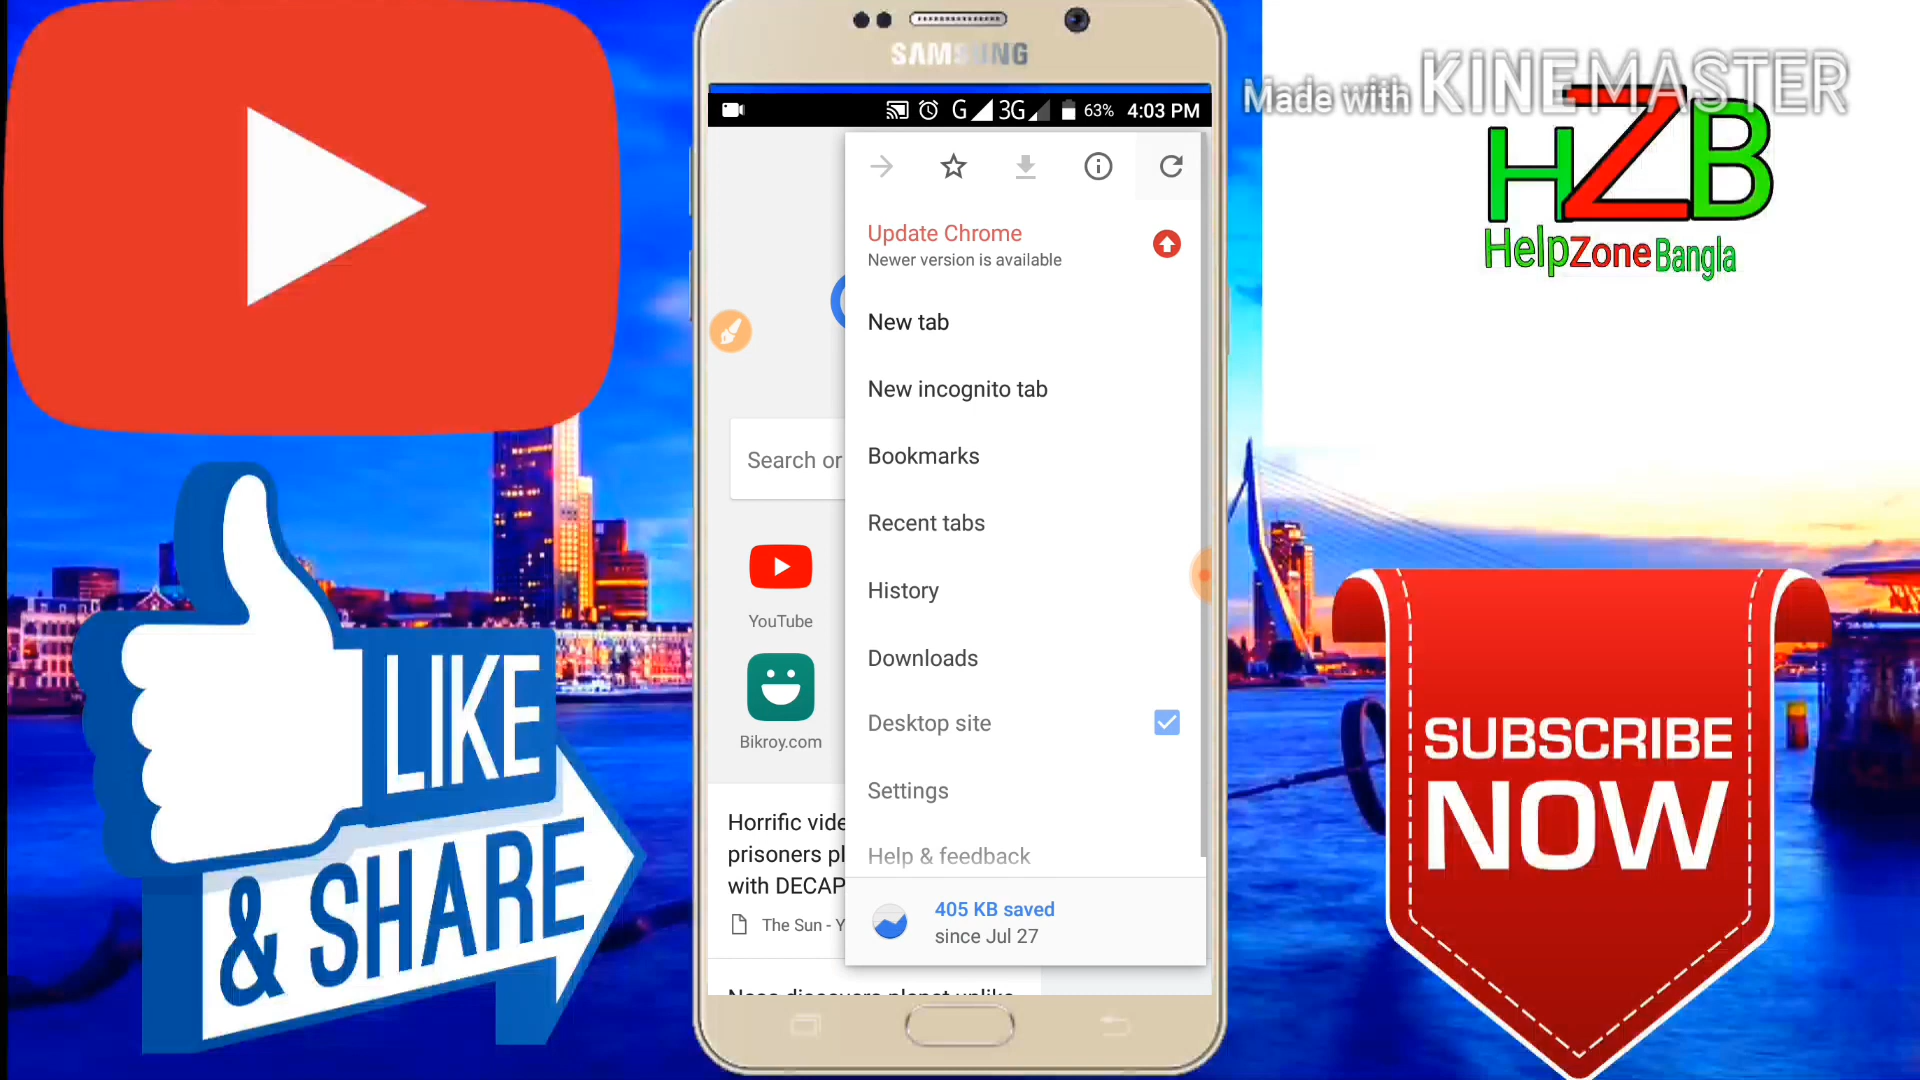 SAMSUNG
Made with KINEMASTER
G 3G 63% 4:03 PM
HZB
HelpZone Bangla
Update Chrome
Newer version is available
New tab
New incognito tab
Bookmarks
Search or
Recent tabs
History
YouTube
Downloads
Desktop site
Bikroy.com
Settings
Horrific vide
prisoners pl
with DECAP
Help & feedback
The Sun - Y
405 KB saved
since Jul 27
LIKE
& SHARE
SUBSCRIBE
NOW